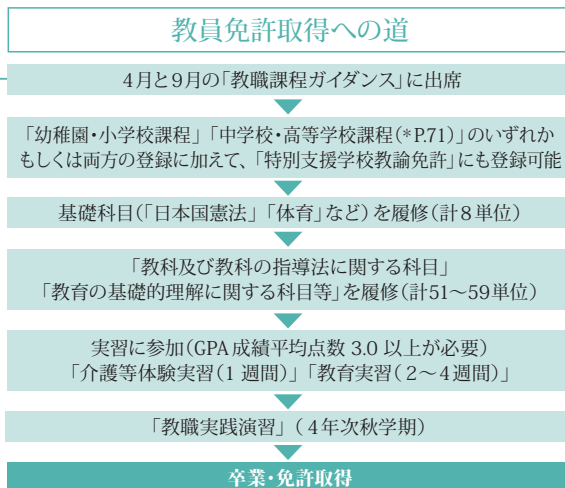 教員免許取得への道
4月と9月の「教職課程ガイダンス」に出席
「幼稚園・小学校課程」「中学校・高等学校課程(*P.71)」のいずれか
もしくは両方の登録に加えて、「特別支援学校教諭免許」にも登録可能
基礎科目(「日本国憲法」「体育」など)を履修(計8単位)
「教科及び教科の指導法に関する科目」
「教育の基礎的理解に関する科目等」を履修(計51〜59単位)
実習に参加(GPA成績平均点数 3.0 以上が必要)
「介護等体験実習(1 週間)」「教育実習(2〜4週間)」
「教職実践演習」(4年次秋学期)
卒業・免許取得